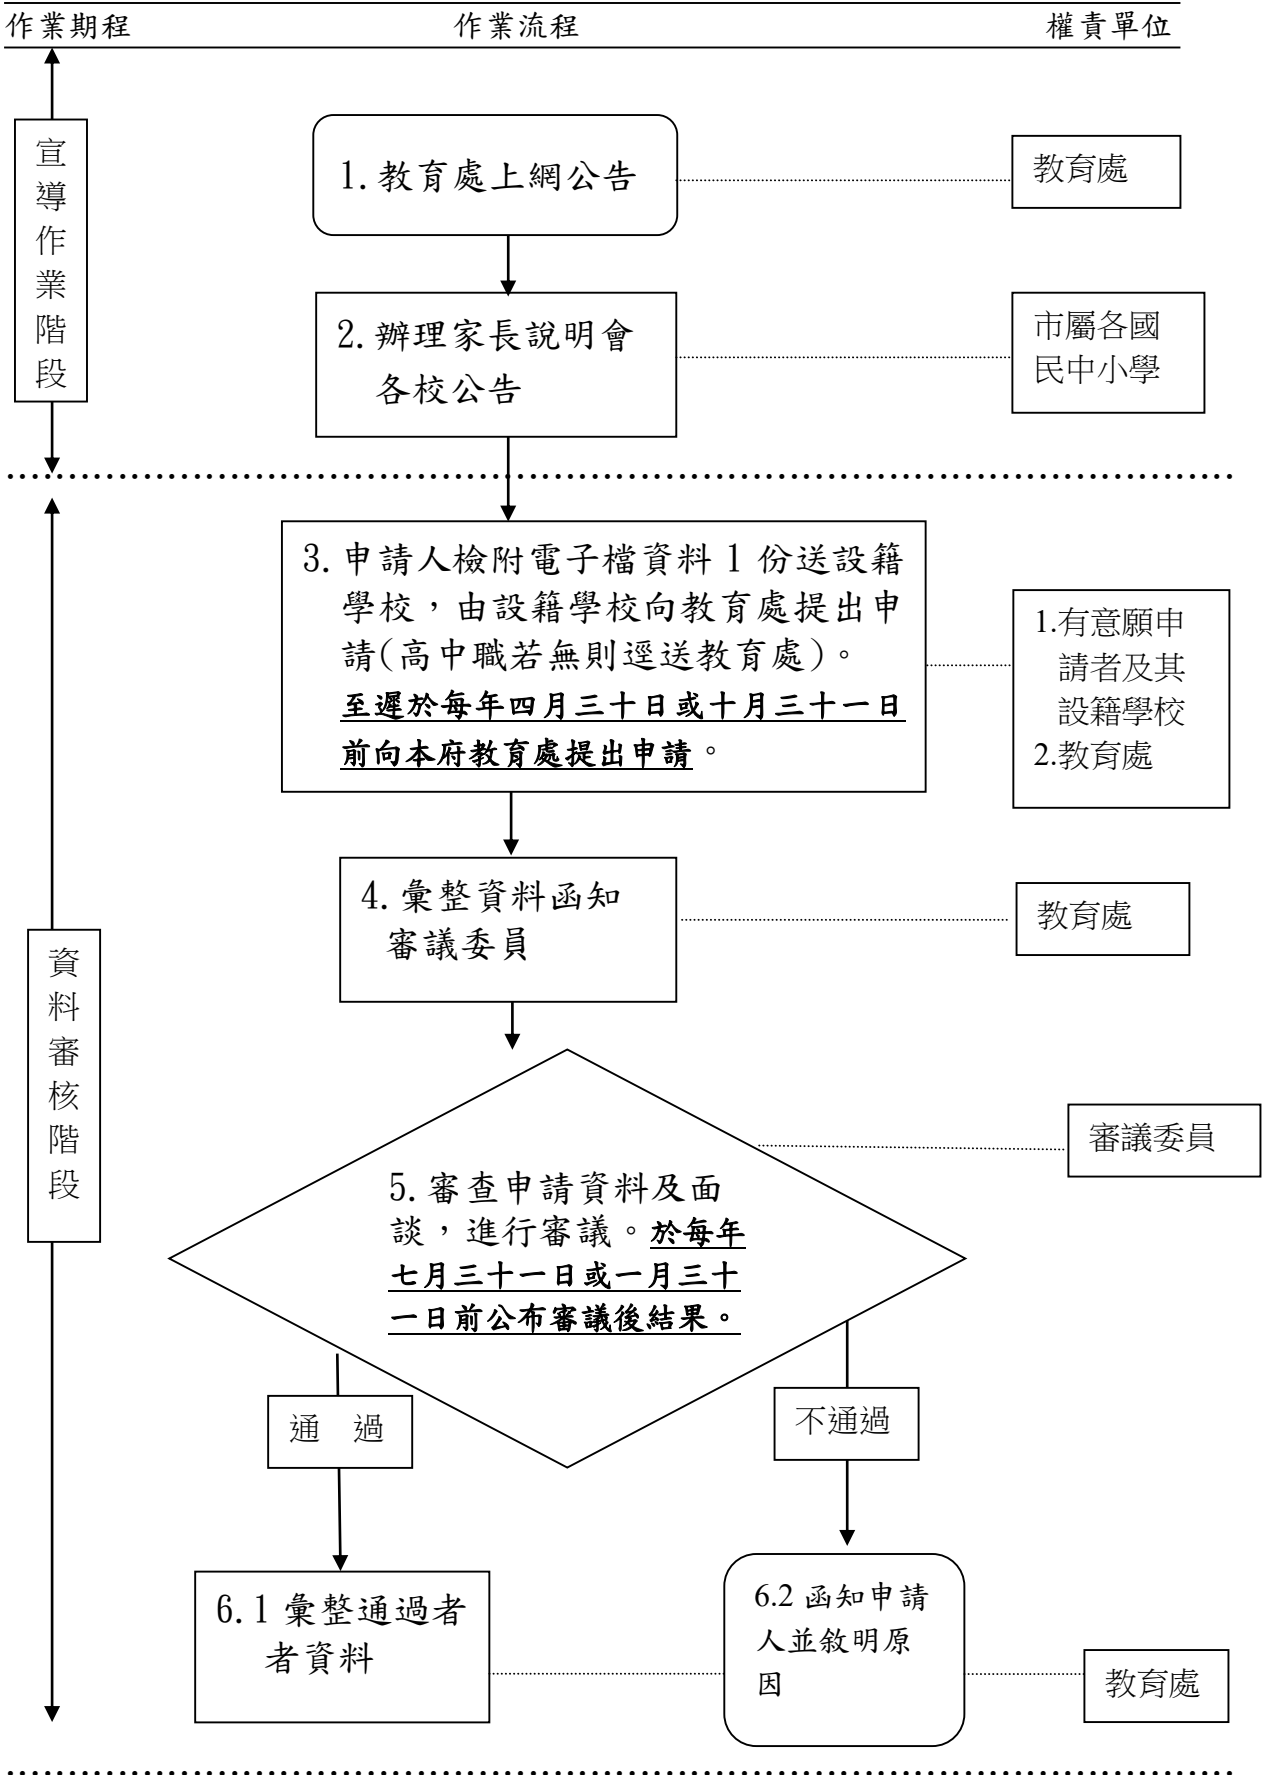 作業期程 作業流程 權責單位
宣導作業階段
1. 教育處上網公告
教育處
2. 辦理家長說明會
各校公告
市屬各國
民中小學
資料審核階段
3. 申請人檢附電子檔資料 1 份送設籍
學校，由設籍學校向教育處提出申
請(高中職若無則逕送教育處)。
至遲於每年四月三十日或十月三十一日
前向本府教育處提出申請。
1.有意願申
請者及其
設籍學校
2.教育處
4. 彙整資料函知
審議委員
教育處
5. 審查申請資料及面
談，進行審議。於每年
七月三十一日或一月三十
一日前公布審議後結果。
審議委員
通 過
不通過
6.1 彙整通過者
者資料
6.2 函知申請
人並敘明原
因
教育處